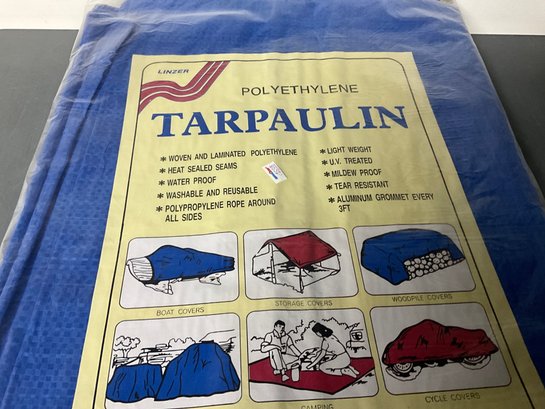 LINZER
POLYETHYLENE
TARPAULIN
* WOVEN AND LAMINATED POLYETHYLENE
* HEAT SEALED SEAMS
* WATER PROOF
* WASHABLE AND REUSABLE
* POLYPROPYLENE ROPE AROUND
ALL SIDES
* LIGHT WEIGHT
* U.V. TREATED
* MILDEW PROOF
* TEAR RESISTANT
* ALUMINUM GROMMET EVERY
3FT
BOAT COVERS
STORAGE COVERS
WOODPILE COVERS
CAMPING
CYCLE COVERS